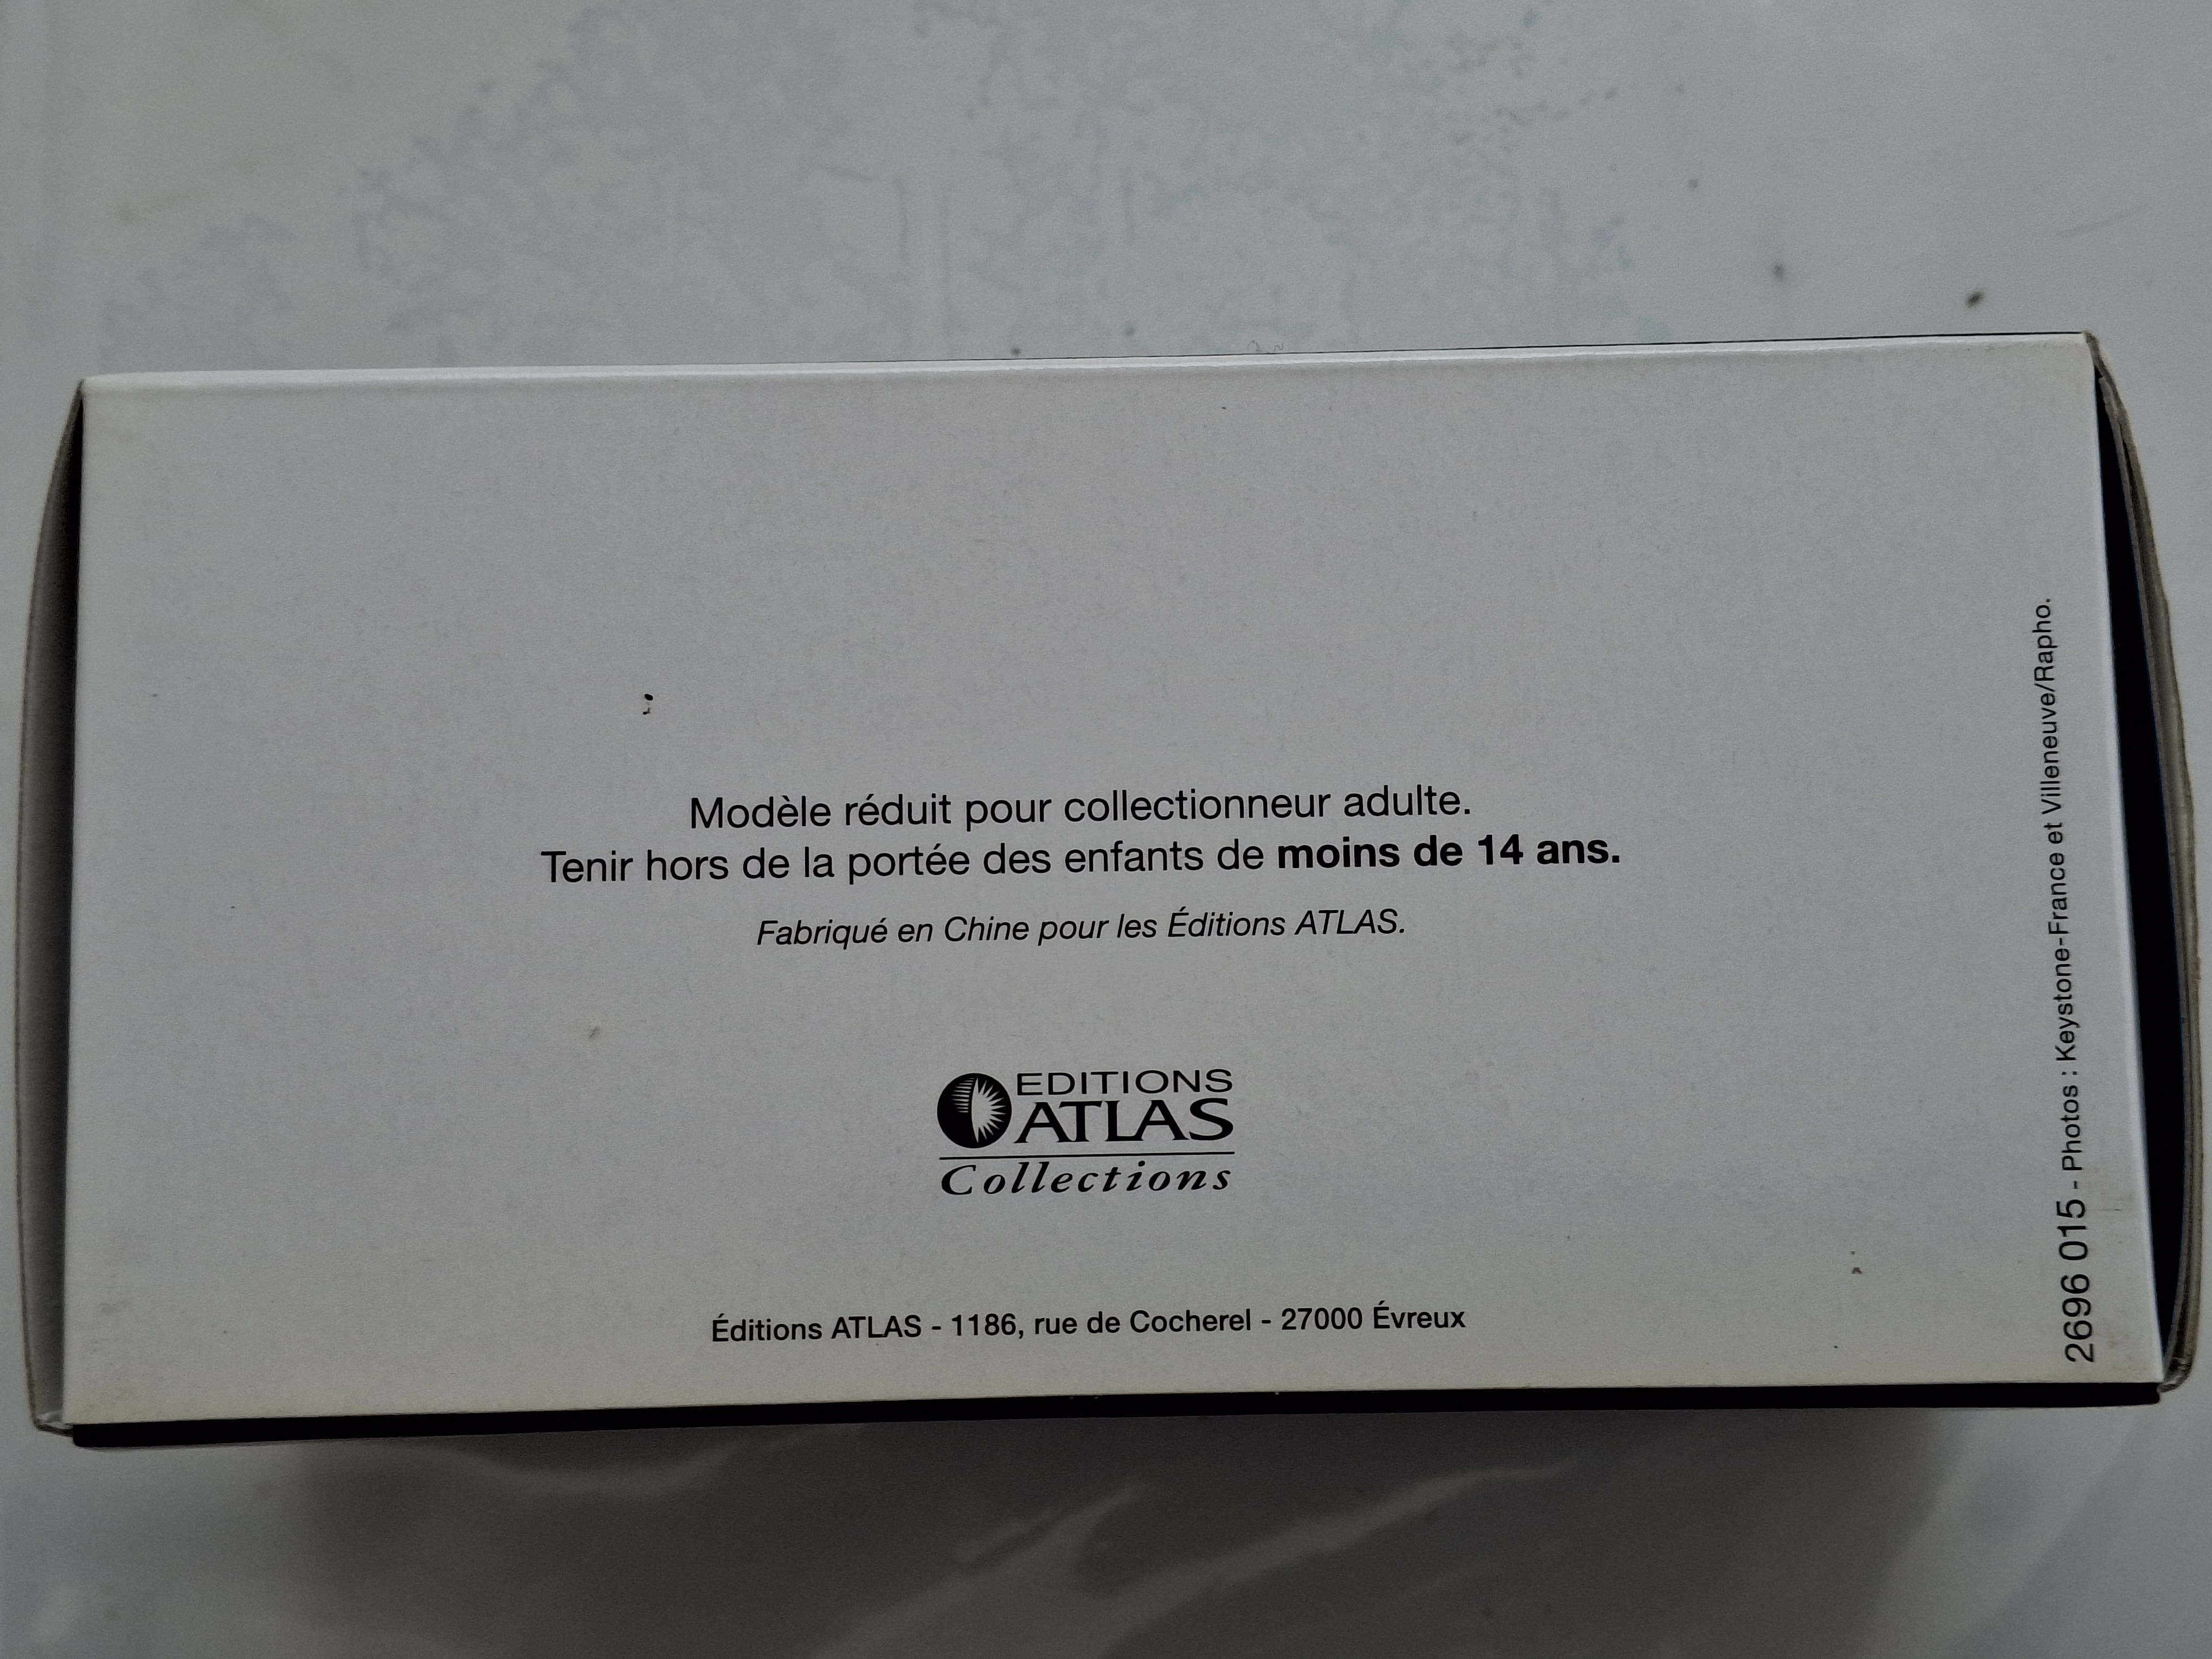 Modèle réduit pour collectionneur adulte.
Tenir hors de la portée des enfants de moins de 14 ans.
Fabriqué en Chine pour les Éditions ATLAS.
EDITIONS
ATLAS
Collections
Éditions ATLAS - 1186, rue de Cocherel - 27000 Évreux
2696 015 - Photos : Keystone-France et Villeneuve/Rapho.